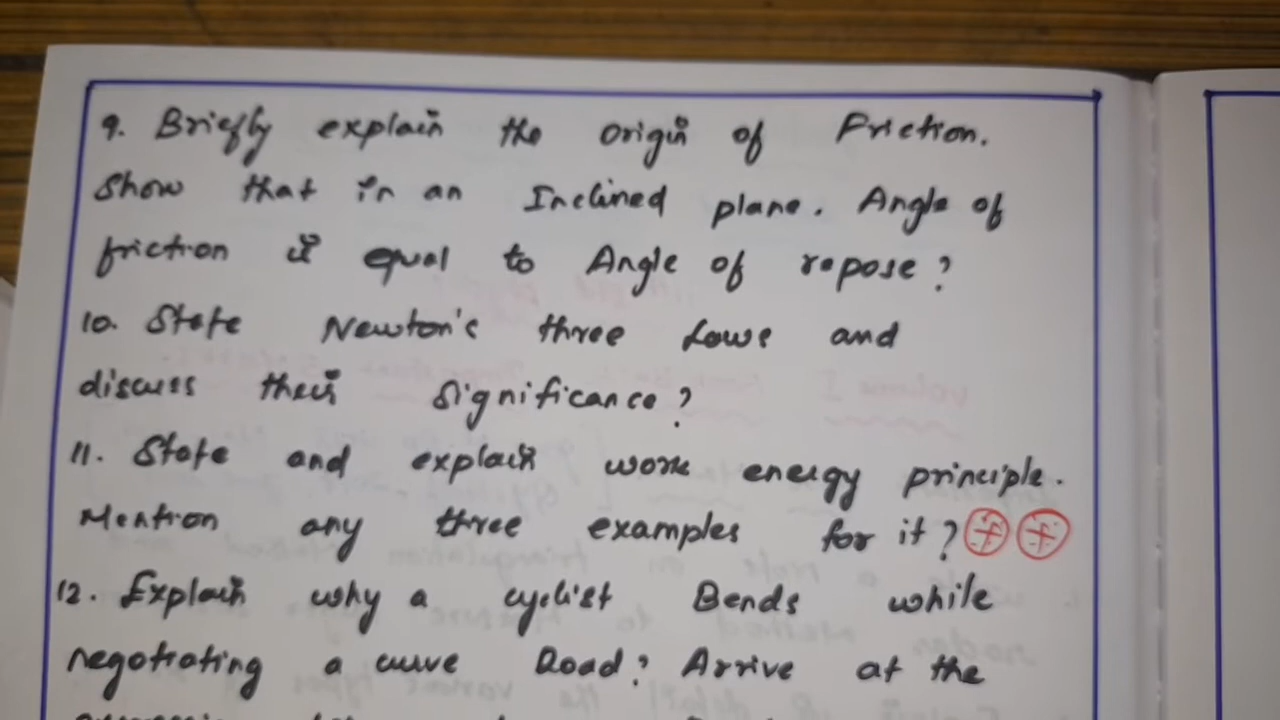 9. Briefly explain the origin of Friction.
Show that in an Inclined plane. Angle of
friction is equal to Angle of repose?
10. State Newton's three Laws and
discuss their significance?
11. State and explain work energy principle.
Mention any three examples for it?
12. Explain why a cyclist Bends while
negotiating a curve Road? Arrive at the